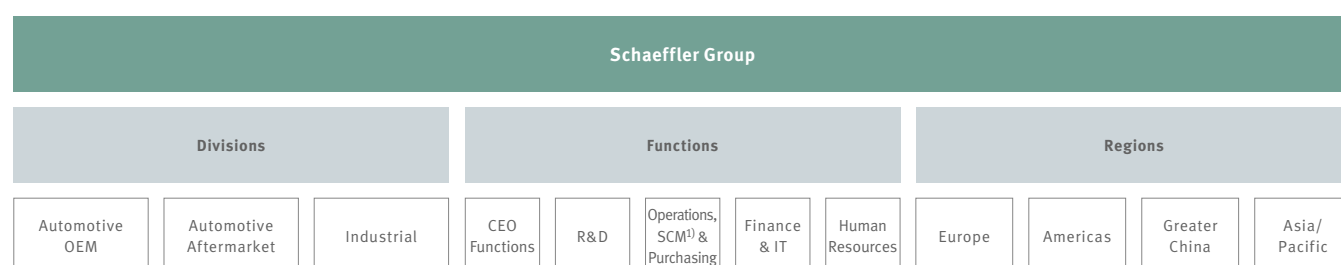 Schaeffler Group
Divisions
Functions
Regions
Automotive
OEM
Automotive
Aftermarket
Industrial
CEO
Functions
R&D
Operations,
SCM¹⁾ &
Purchasing
Finance
& IT
Human
Resources
Europe
Americas
Greater
China
Asia/
Pacific